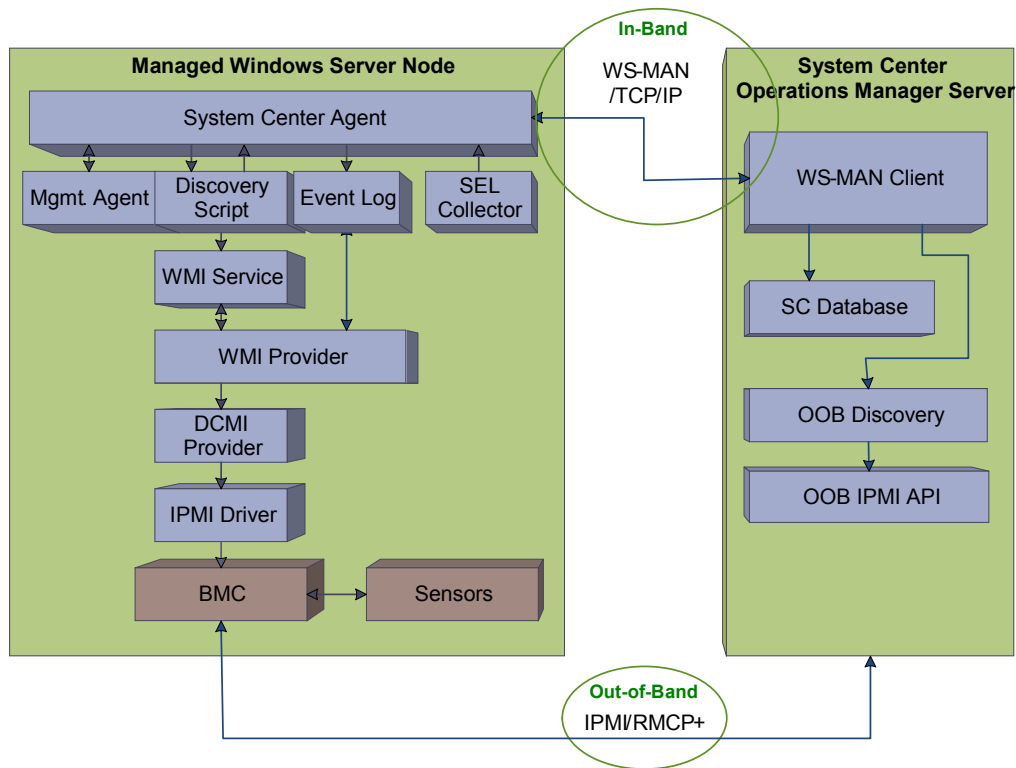 In-Band
WS-MAN
/TCP/IP
Managed Windows Server Node
System Center Agent
Mgmt. Agent
Discovery
Script
Event Log
SEL
Collector
WMI Service
WMI Provider
DCMI
Provider
IPMI Driver
BMC
Sensors
System Center
Operations Manager Server
WS-MAN Client
SC Database
OOB Discovery
OOB IPMI API
Out-of-Band
IPMI/RMCP+